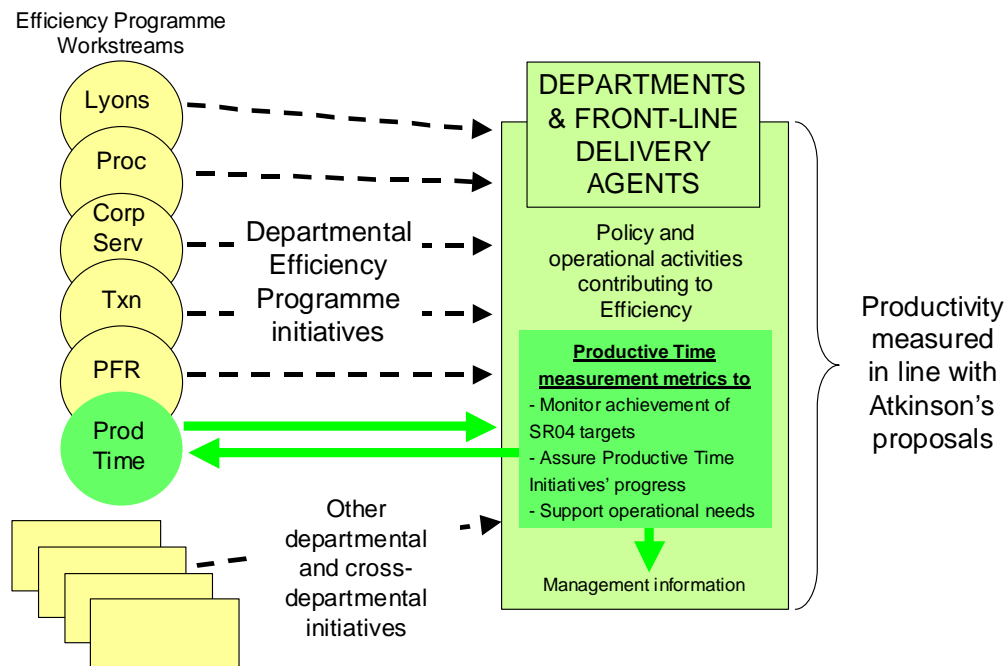 Efficiency Programme
Workstreams
Lyons
Proc
Corp
Serv
Txn
PFR
Prod
Time
Departmental
Efficiency
Programme
initiatives
Other
departmental
and cross-
departmental
initiatives
DEPARTMENTS
& FRONT-LINE
DELIVERY
AGENTS
Policy and
operational activities
contributing to
Efficiency
Productive Time
measurement metrics to
- Monitor achievement of
SR04 targets
- Assure Productive Time
Initiatives’ progress
- Support operational needs
Management information
Productivity
measured
in line with
Atkinson’s
proposals